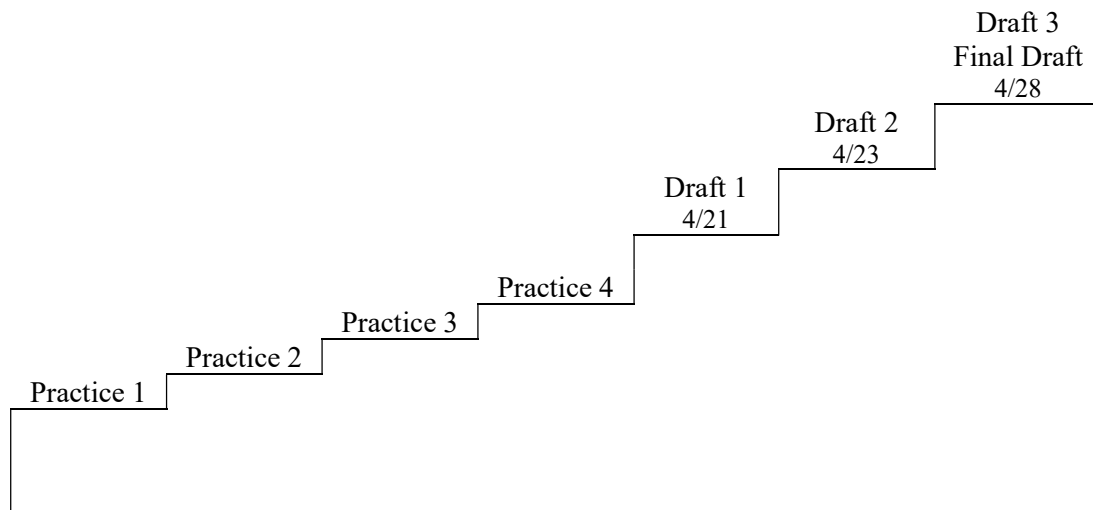 Draft 3
Final Draft
4/28
Draft 2
4/23
Draft 1
4/21
Practice 4
Practice 3
Practice 2
Practice 1